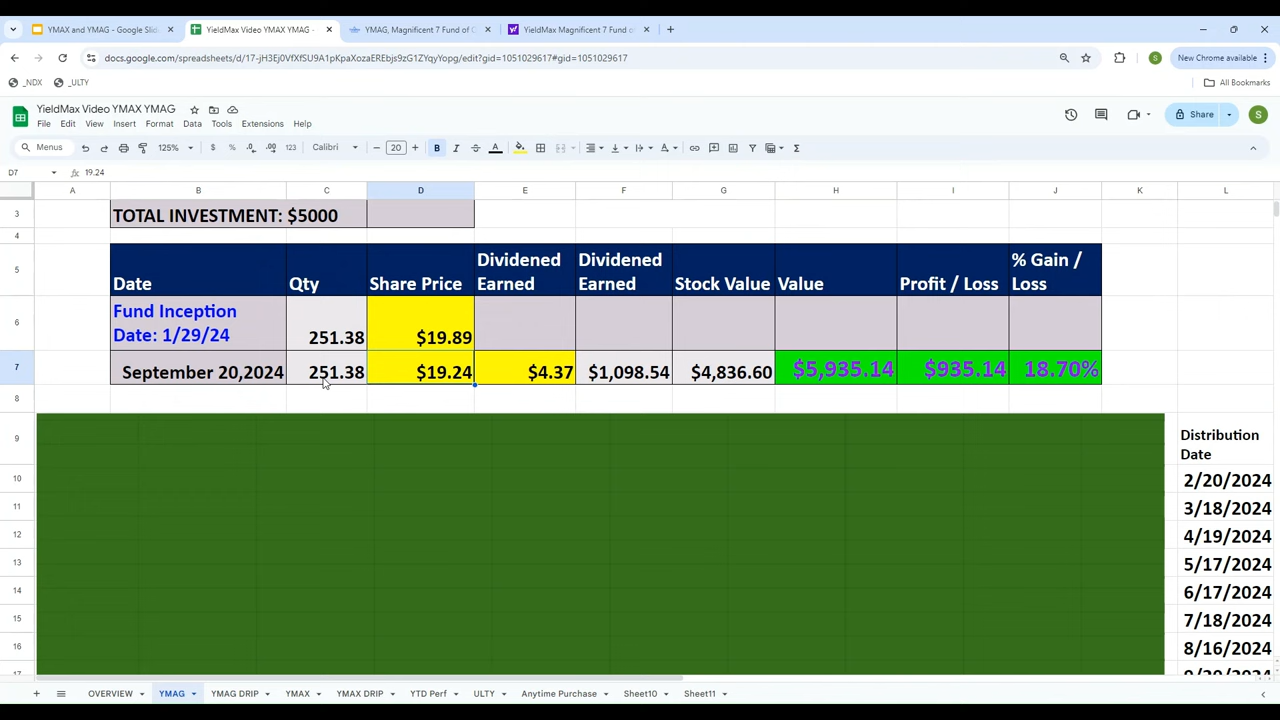 YMAX and YMAG - Google Slid
YieldMax Video YMAX YMAG -
YMAG, Magnificent 7 Fund of O
YieldMax Magnificent 7 Fund of
docs.google.com/spreadsheets/d/17-jH3Ej0VfXfSU9A1pKpaXozaEREbjs9zG1ZYqyYopg/edit?gid=1051029617#gid=1051029617
S
New Chrome available
_NDX
_ULTY
All Bookmarks
YieldMax Video YMAX YMAG
File Edit View Insert Format Data Tools Extensions Help
Share
S
Menus
125%
$ % .0 .00 123
Calibri
20
B I A
D7
fx 19.24
A B C D E F G H I J K L
3 TOTAL INVESTMENT: $5000
4
5 Date Qty Share Price Dividened Earned Dividened Earned Stock Value Value Profit / Loss % Gain / Loss
6 Fund Inception Date: 1/29/24 251.38 $19.89
7 September 20,2024 251.38 $19.24 $4.37 $1,098.54 $4,836.60 $5,935.14 $935.14 18.70%
8
9 Distribution Date
10 2/20/2024
11 3/18/2024
12 4/19/2024
13 5/17/2024
14 6/17/2024
15 7/18/2024
16 8/16/2024
OVERVIEW YMAG YMAG DRIP YMAX YMAX DRIP YTD Perf ULTY Anytime Purchase Sheet10 Sheet11